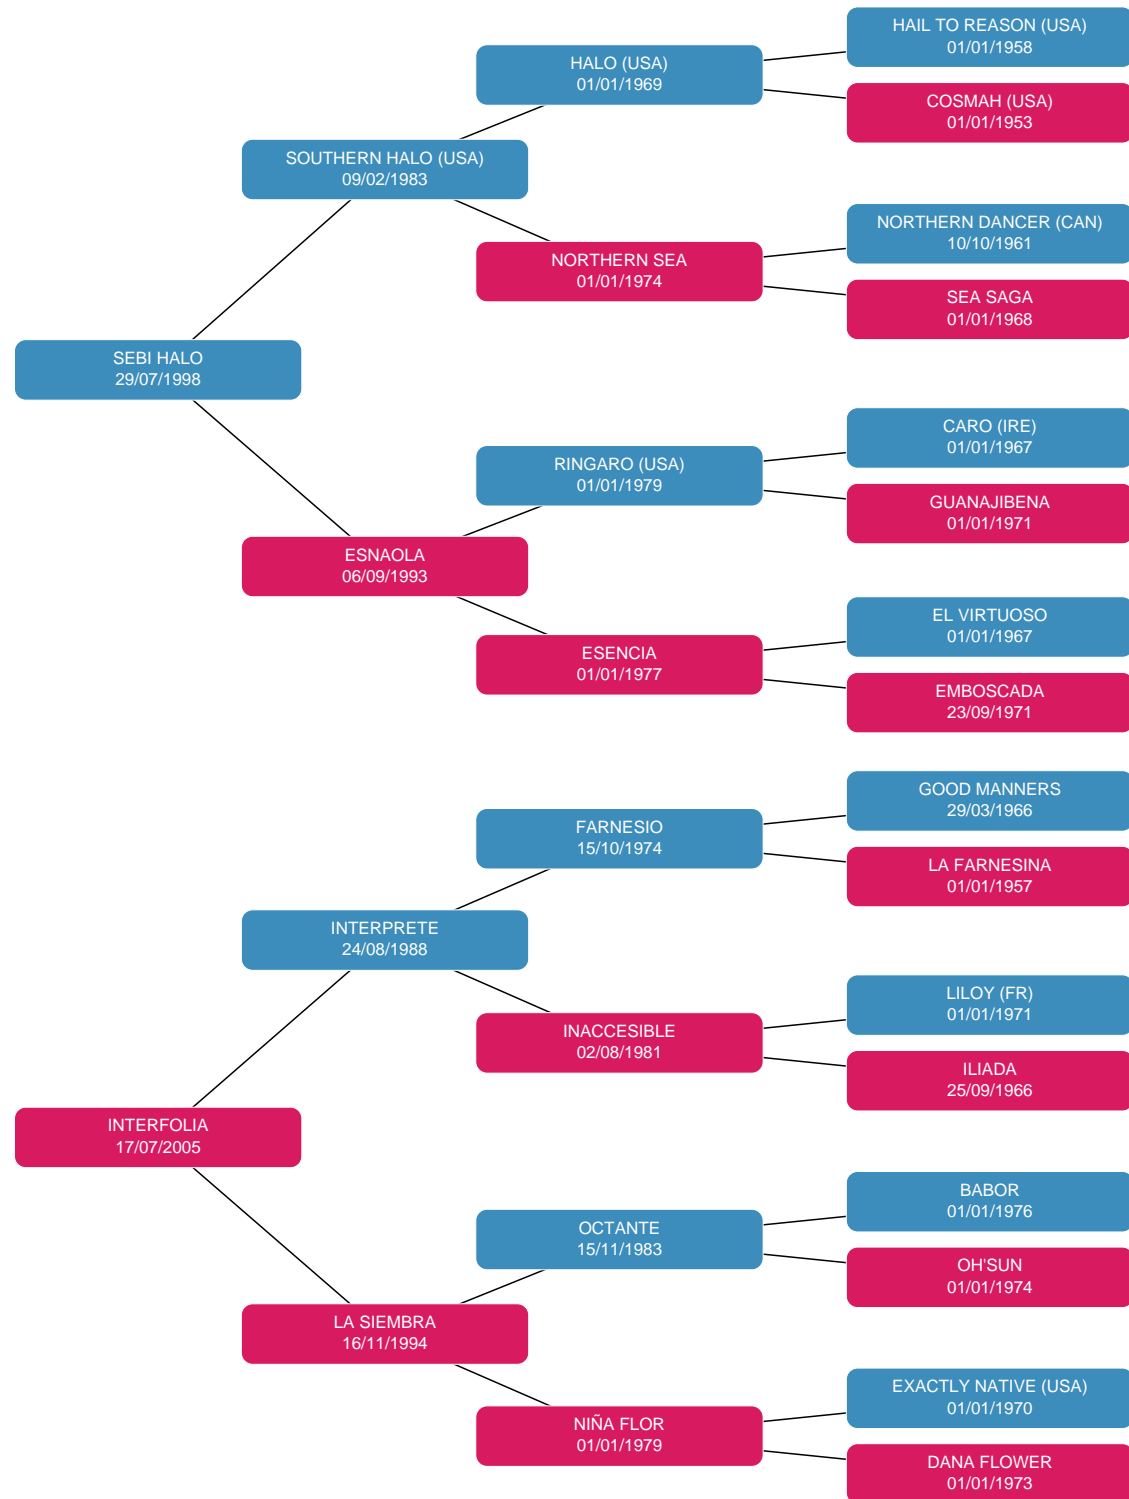 HAIL TO REASON (USA)
01/01/1958
HALO (USA)
01/01/1969
COSMAH (USA)
01/01/1953
SOUTHERN HALO (USA)
09/02/1983
NORTHERN DANCER (CAN)
10/10/1961
NORTHERN SEA
01/01/1974
SEA SAGA
01/01/1968
SEBI HALO
29/07/1998
CARO (IRE)
01/01/1967
RINGARO (USA)
01/01/1979
GUANAJIBENA
01/01/1971
ESNAOLA
06/09/1993
EL VIRTUOSO
01/01/1967
ESENCIA
01/01/1977
EMBOSCADA
23/09/1971
GOOD MANNERS
29/03/1966
FARNESIO
15/10/1974
LA FARNESINA
01/01/1957
INTERPRETE
24/08/1988
LILOY (FR)
01/01/1971
INACCESIBLE
02/08/1981
ILIADA
25/09/1966
INTERFOLIA
17/07/2005
BABOR
01/01/1976
OCTANTE
15/11/1983
OH'SUN
01/01/1974
LA SIEMBRA
16/11/1994
EXACTLY NATIVE (USA)
01/01/1970
NIÑA FLOR
01/01/1979
DANA FLOWER
01/01/1973